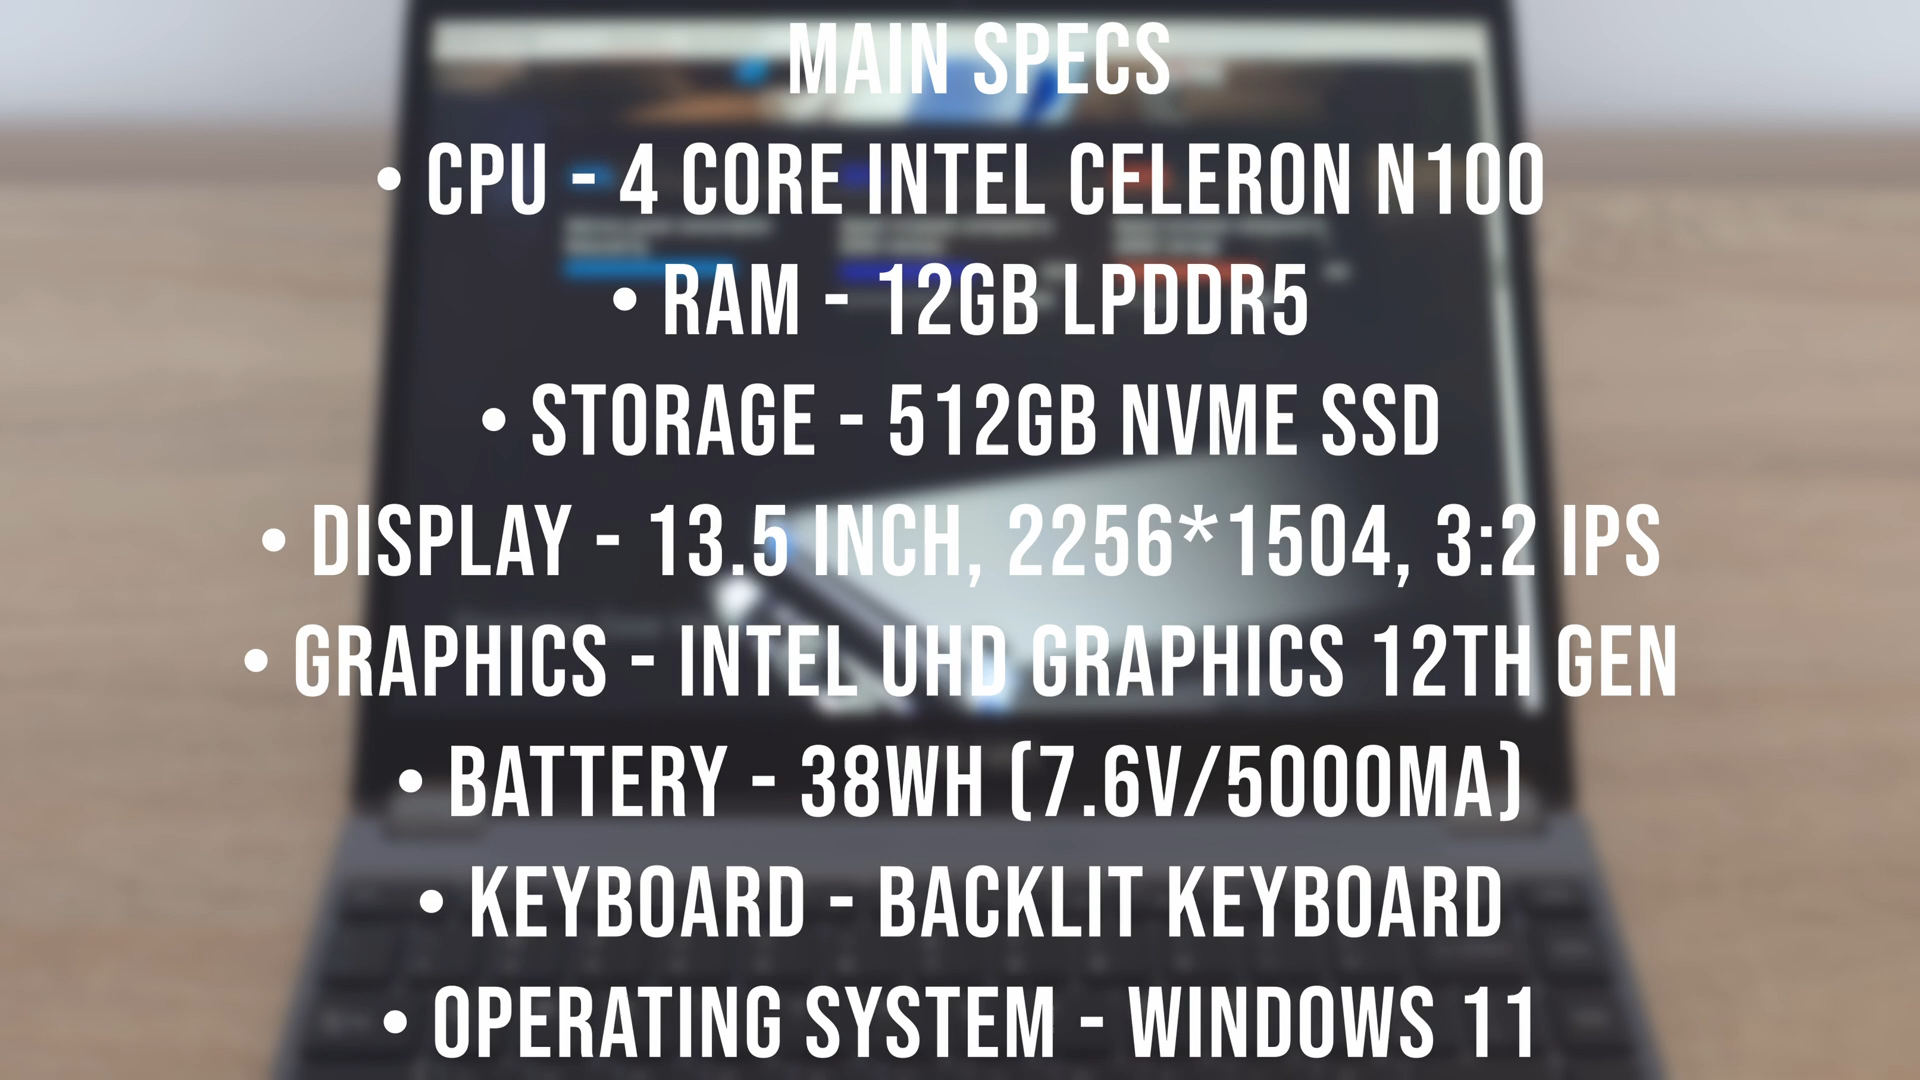 MAIN SPECS
• CPU - 4 CORE INTEL CELERON N100
• RAM - 12GB LPDDR5
• STORAGE - 512GB NVME SSD
• DISPLAY - 13.5 INCH, 2256*1504, 3:2 IPS
• GRAPHICS - INTEL UHD GRAPHICS 12TH GEN
• BATTERY - 38WH (7.6V/5000MA)
• KEYBOARD - BACKLIT KEYBOARD
• OPERATING SYSTEM - WINDOWS 11